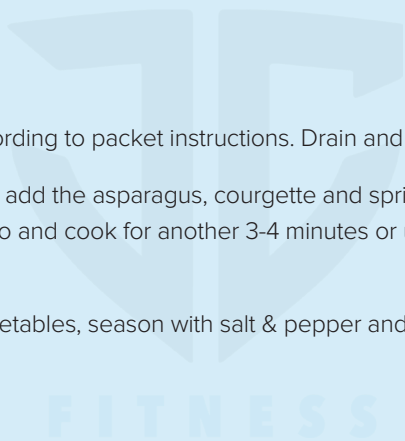 ording to packet instructions. Drain and
add the asparagus, courgette and spri
o and cook for another 3-4 minutes or
etables, season with salt & pepper and
FITNESS